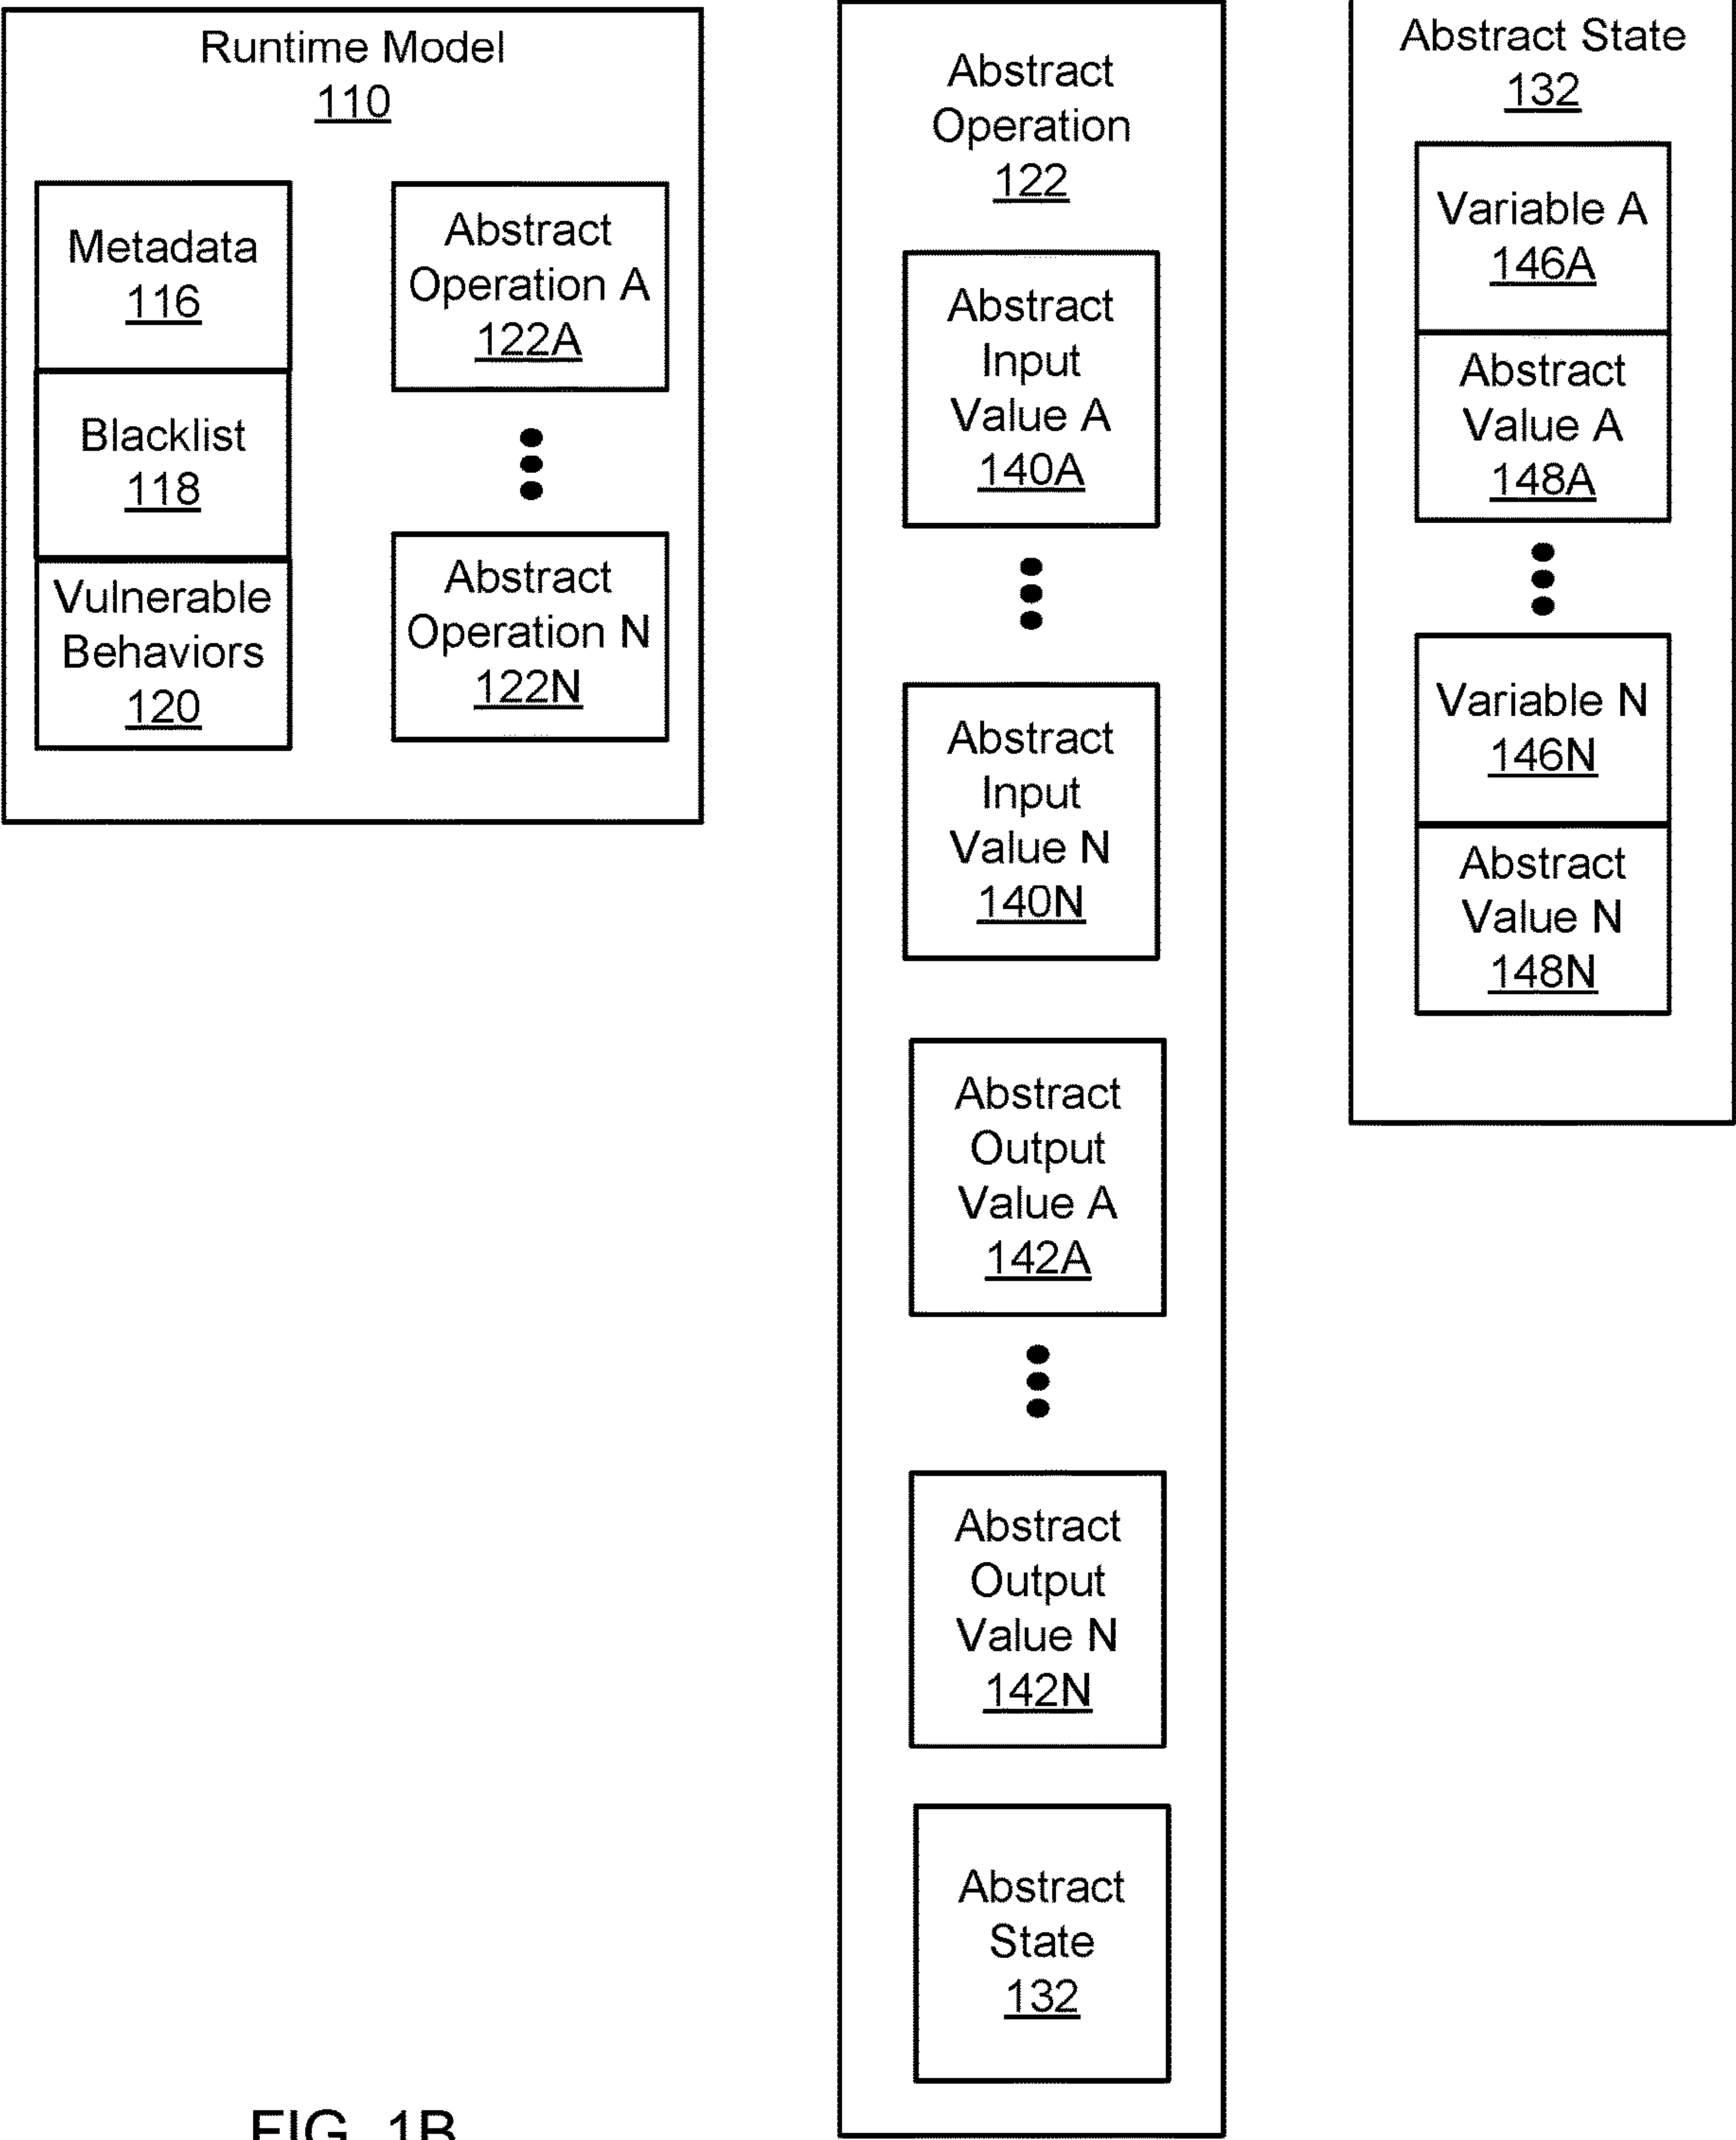 Runtime Model
110
Metadata
116
Blacklist
118
Vulnerable
Behaviors
120
Abstract
Operation A
122A
Abstract
Operation N
122N
Abstract
Operation
122
Abstract
Input
Value A
140A
Abstract
Input
Value N
140N
Abstract
Output
Value A
142A
Abstract
Output
Value N
142N
Abstract
State
132
Abstract State
132
Variable A
146A
Abstract
Value A
148A
Variable N
146N
Abstract
Value N
148N
FIG. 1B